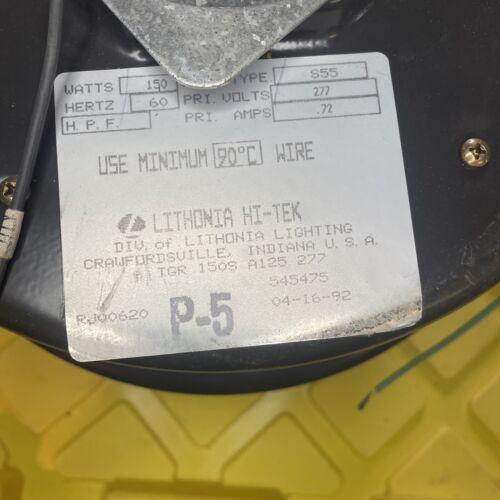 WATTS 150 TYPE S55
HERTZ 60 PRI. VOLTS 277
H. P. F. PRI. AMPS .72
USE MINIMUM 90°C WIRE
LITHONIA HI-TEK
DIV. of LITHONIA LIGHTING
CRAWFORDSVILLE, INDIANA U. S. A.
TGR 150S A125 277
545475
RJ00620 P-5 04-16-92